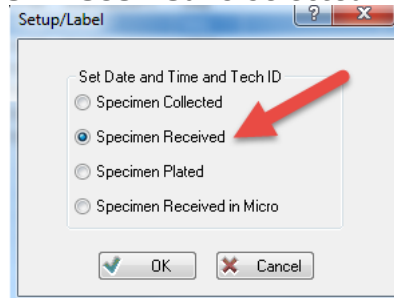 Setup/Label
Set Date and Time and Tech ID
Specimen Collected
Specimen Received
Specimen Plated
Specimen Received in Micro
OK
Cancel